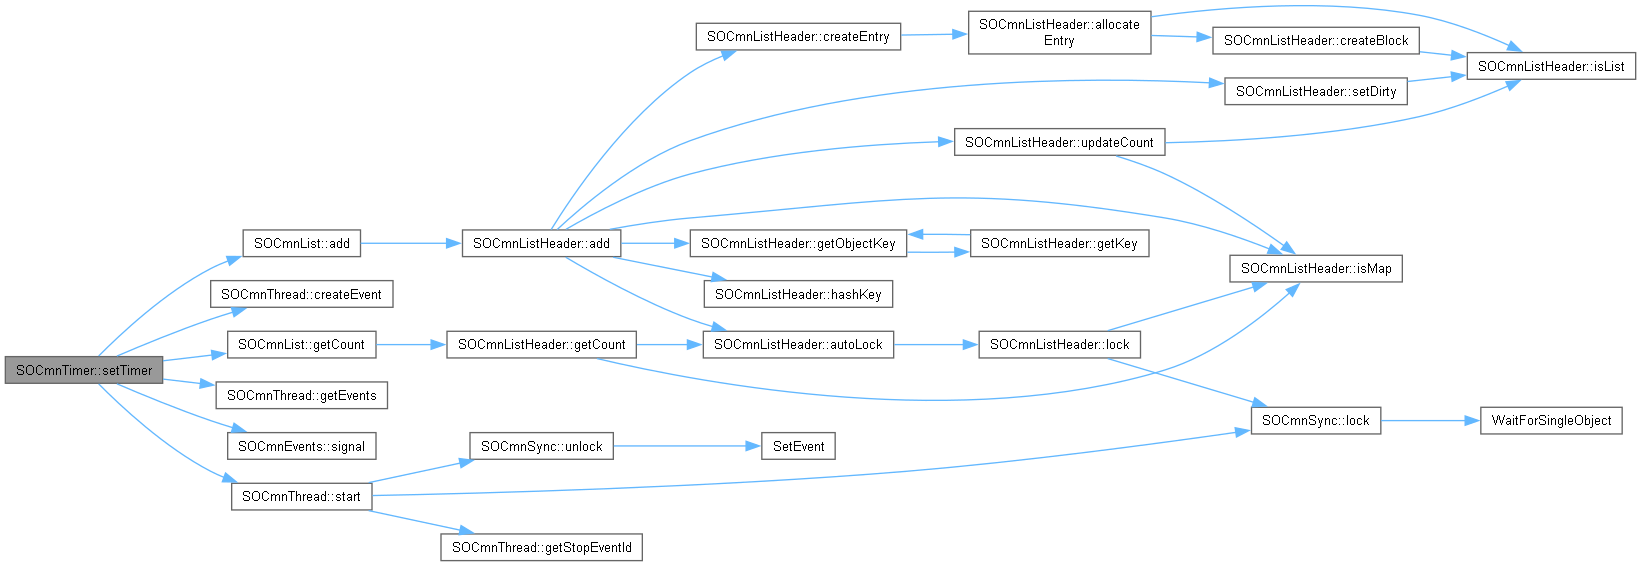 SOCmnTimer::setTimer
SOCmnList::add
SOCmnThread::createEvent
SOCmnList::getCount
SOCmnThread::getEvents
SOCmnEvents::signal
SOCmnThread::start
SOCmnListHeader::add
SOCmnListHeader::getCount
SOCmnSync::unlock
SOCmnThread::getStopEventId
SOCmnListHeader::createEntry
SOCmnListHeader::getObjectKey
SOCmnListHeader::hashKey
SOCmnListHeader::autoLock
SetEvent
SOCmnListHeader::allocate
Entry
SOCmnListHeader::updateCount
SOCmnListHeader::getKey
SOCmnListHeader::lock
SOCmnListHeader::createBlock
SOCmnListHeader::setDirty
SOCmnListHeader::isMap
SOCmnSync::lock
SOCmnListHeader::isList
WaitForSingleObject